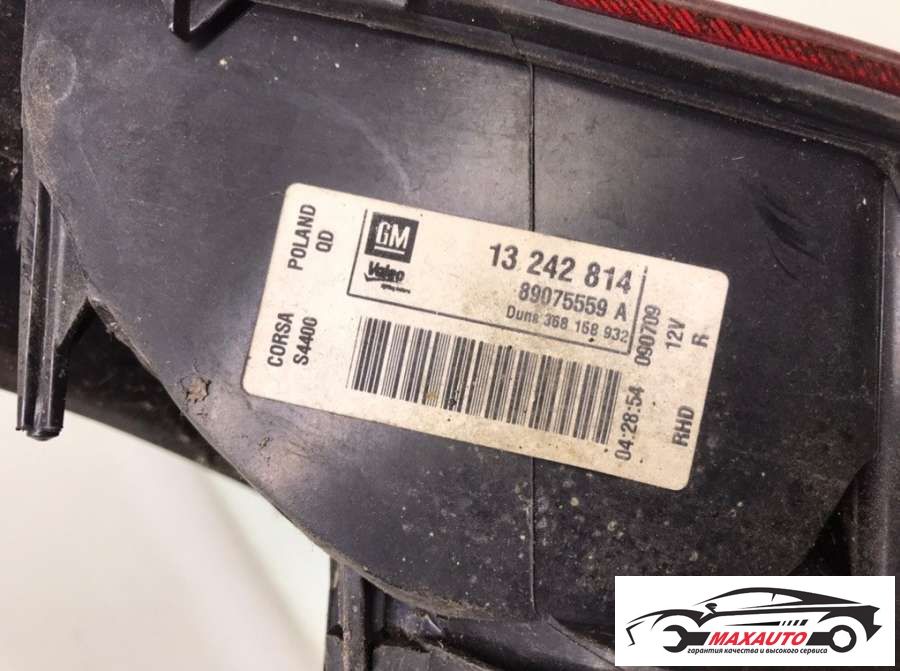 POLAND
QD
CORSA
S4400
GM
Valeo
13 242 814
89075559 A
Duns 368 168 932
090709
04:28:54
12V
R
RHD
MAXAUTO
гарантия качества и высокого сервиса